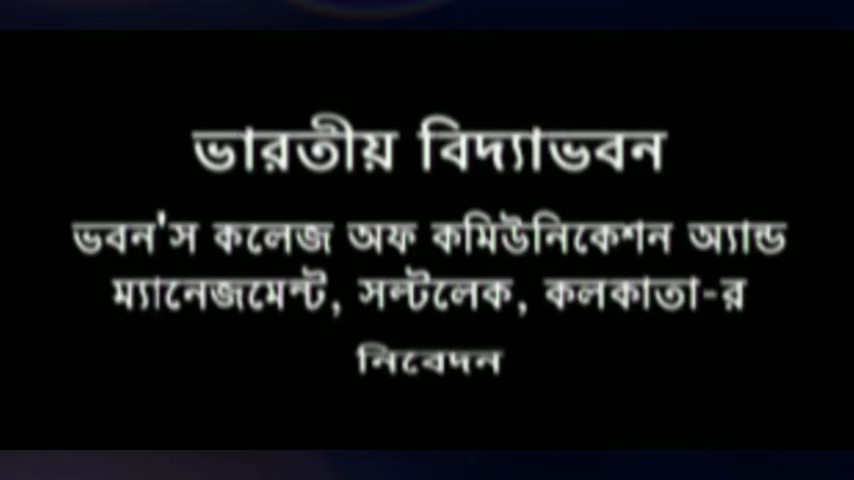 ভারতীয় বিদ্যাভবন
ভবন'স কলেজ অফ কমিউনিকেশন অ্যান্ড
ম্যানেজমেন্ট, সল্টলেক, কলকাতা-র
নিবেদন